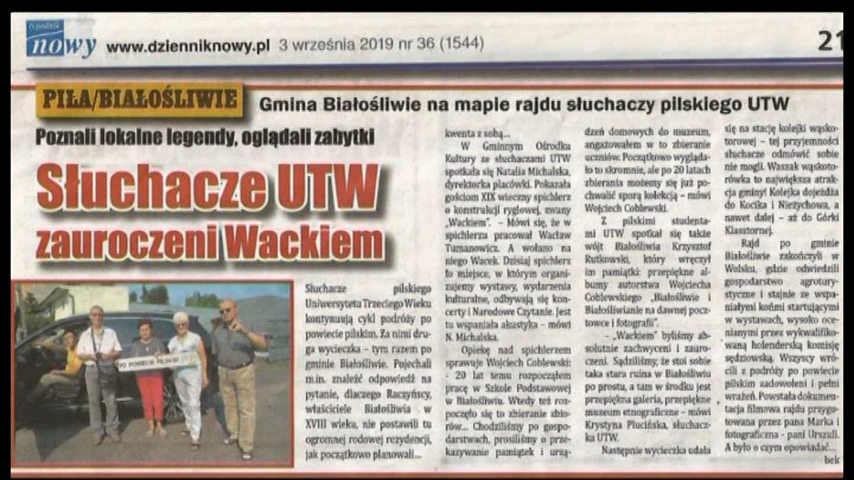 tygodnik
nowy www.dzienniknowy.pl 3 września 2019 nr 36 (1544)
21
PIŁA/BIAŁOŚLIWIE
Gmina Białośliwie na mapie rajdu słuchaczy pilskiego UTW
Poznali lokalne legendy, oglądali zabytki
Słuchacze UTW
zauroczeni Wackiem
PO POWIECIE PILSKIM
Słuchacze pilskiego
Uniwersytetu Trzeciego Wieku
kontynuują cykl podróży po
powiecie pilskim. Za nimi dru-
ga wycieczka – tym razem po
gminie Białośliwie. Pojechali
m.in. znaleźć odpowiedź na
pytanie, dlaczego Raczyńscy,
właściciele Białośliwia w
XVIII wieku, nie postawili tu
ogromnej rodowej rezydencji,
jak początkowo planowali...
kwenta z sobą...
W Gminnym Ośrodku
Kultury ze słuchaczami UTW
spotkała się Natalia Michalska,
dyrektorka placówki. Pokazała
gościom XIX wieczny spichlerz
o konstrukcji ryglowej, zwany
„Wackiem”. – Mówi się, że w
spichlerzu pracował Wacław
Tumanowicz. A wołano na
niego Wacek. Dzisiaj spichlerz
to miejsce, w którym organi-
zujemy wystawy, wydarzenia
kulturalne, odbywają się kon-
certy i Narodowe Czytanie. Jest
tu wspaniała akustyka – mówi
N. Michalska.
Opiekę nad spichlerzem
sprawuje Wojciech Coblewski:
- 20 lat temu rozpocząłem
pracę w Szkole Podstawowej
w Białośliwiu. Wtedy też roz-
poczęło się to zbieranie zbio-
rów... Chodziliśmy po gospo-
darstwach, prosiliśmy o prze-
kazywanie pamiątek i urzą-
dzeń domowych do muzeum,
angażowałem w to zbieranie
uczniów. Początkowo wygląda-
ło to skromnie, ale po 20 latach
zbierania możemy się już po-
chwalić sporą kolekcją – mówi
Wojciech Coblewski.
Z pilskimi studenta-
mi UTW spotkał się także
wójt Białośliwia Krzysztof
Rutkowski, który wręczył
im pamiątki: przepiękne al-
bumy autorstwa Wojciecha
Coblewskiego „Białośliwie i
Białośliwianie na dawnej pocz-
towce i fotografii”.
- „Wackiem” byliśmy ab-
solutnie zachwyceni i zauro-
czeni. Sądziliśmy, że stoi sobie
taka stara ruina w Białośliwiu
po prostu, a tam w środku jest
przepiękna galeria, przepiękne
muzeum etnograficzne – mówi
Krystyna Plucińska, słuchacz-
ka UTW.
Następnie wycieczka udała
się na stację kolejki wąsko-
torowej – tej przyjemności
słuchacze odmówić sobie
nie mogli. Waszak wąskoto-
rówka to największa atrak-
cja gminy! Kolejka dojeżdża
do Kocika i Nieżychowa, a
nawet dalej – aż do Górki
Klasztornej.
Rajd po gminie
Białośliwie zakończyli w
Wolsku, gdzie odwiedzili
gospodarstwo agrotury-
styczne i stajnie ze wspa-
niałymi końmi startującymi
w wystawach, wysoko oce-
nianymi przez wykwalifiko-
waną holenderską komisję
sędziowską. Wszyscy wró-
cili z podróży po powiecie
pilskim zadowoleni i pełni
wrażeń. Powstała dokumen-
tacja filmowa rajdu przygo-
towana przez pana Marka i
fotograficzna - pani Urszuli.
A było o czym opowiadać...
bek